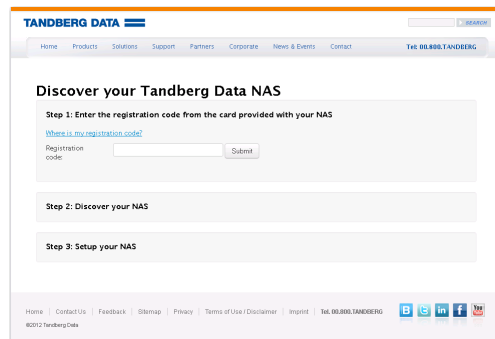 TANDBERG DATA
SEARCH
Home Products Solutions Support Partners Corporate News & Events Contact Tel: 00.800.TANDBERG
Discover your Tandberg Data NAS
Step 1: Enter the registration code from the card provided with your NAS
Where is my registration code?
Registration
code:
Submit
Step 2: Discover your NAS
Step 3: Setup your NAS
Home | Contact Us | Feedback | Sitemap | Privacy | Terms of Use / Disclaimer | Imprint | Tel. 00.800.TANDBERG
©2012 Tandberg Data